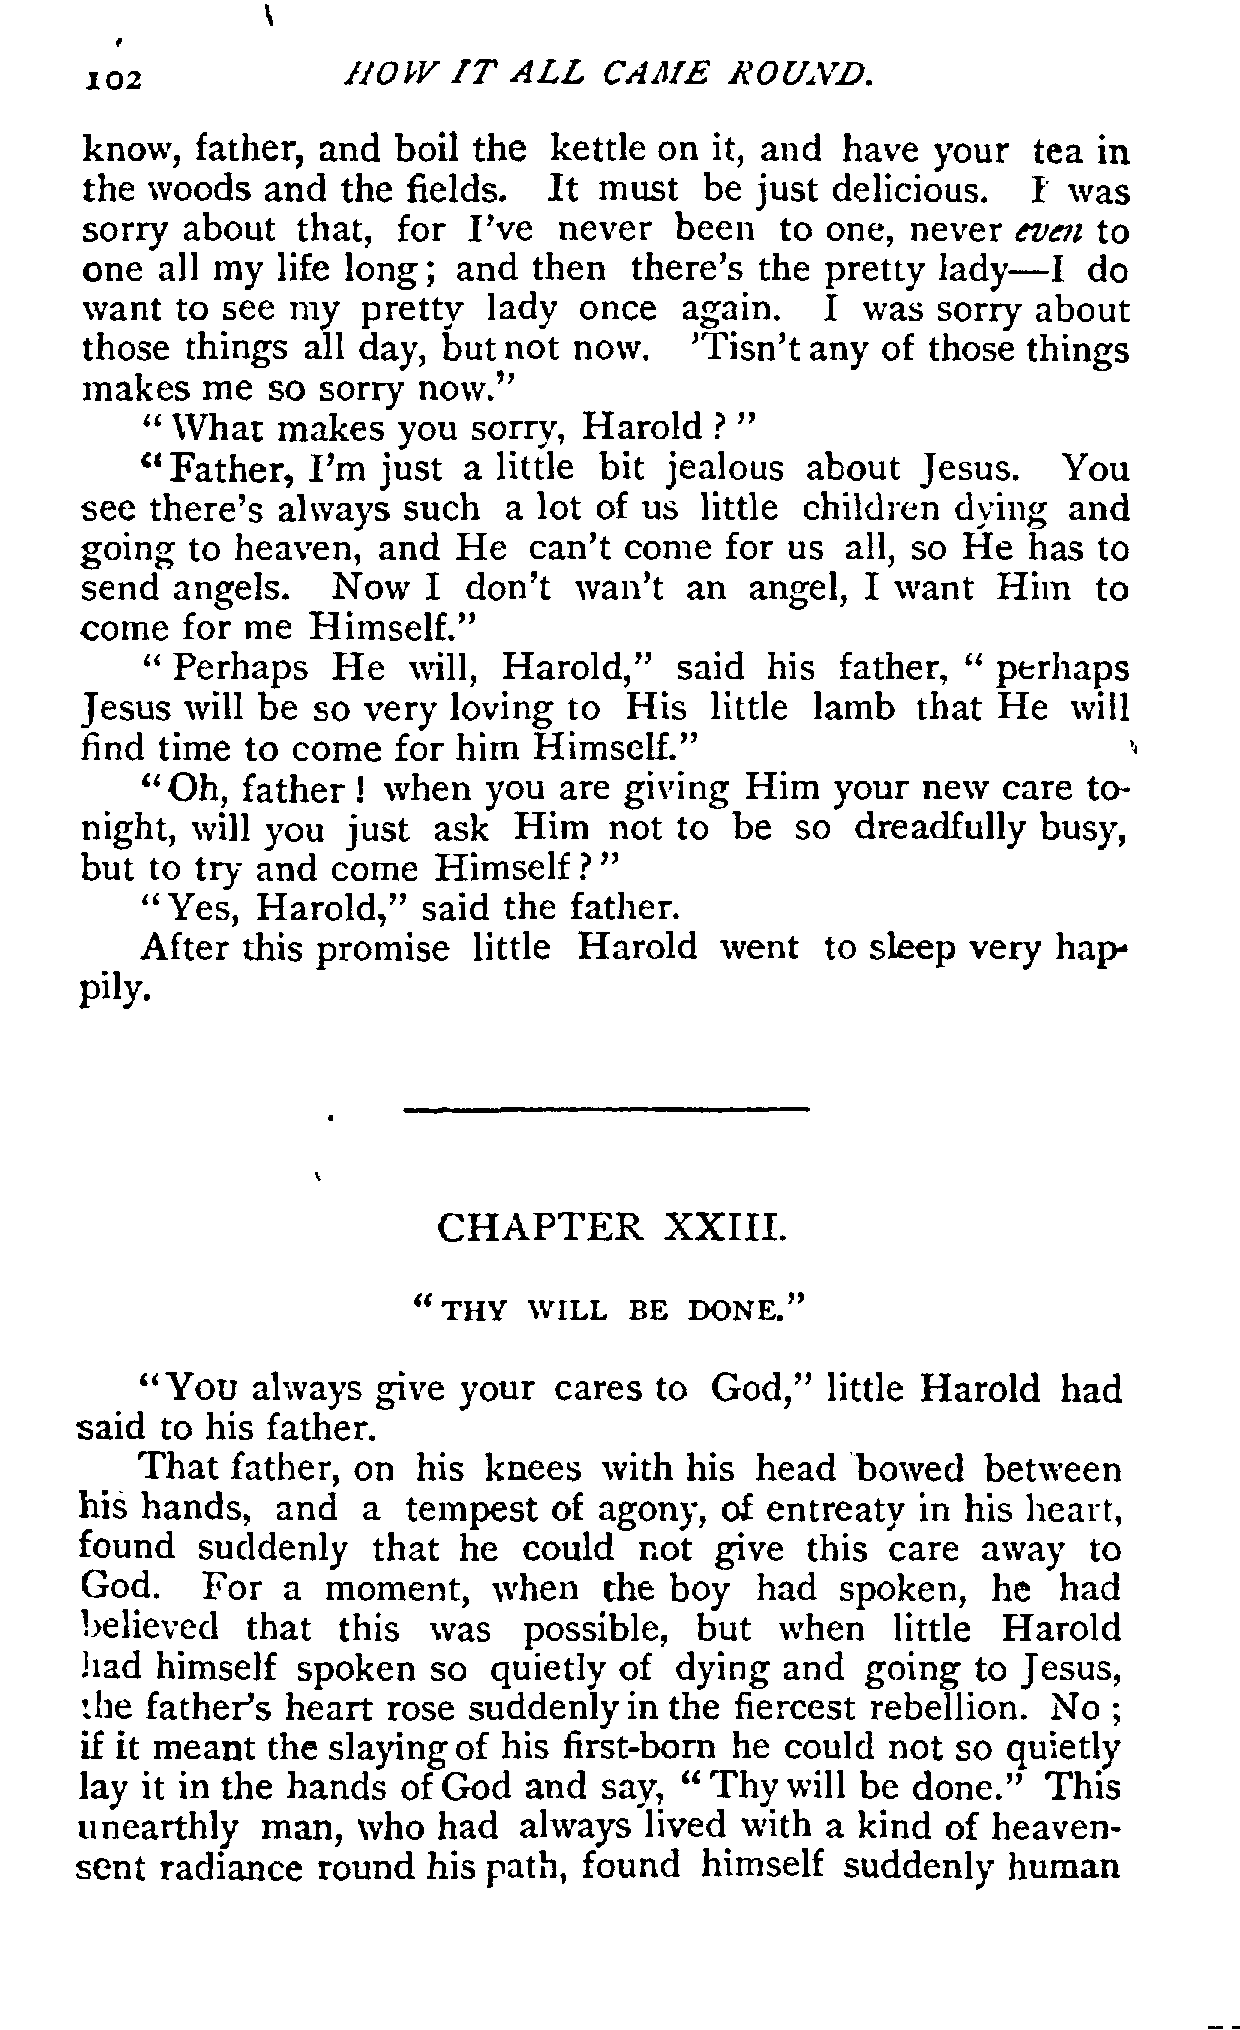 102 HOW IT ALL CAME ROUND.
know, father, and boil the kettle on it, and have your tea in
the woods and the fields. It must be just delicious. I was
sorry about that, for I've never been to one, never even to
one all my life long; and then there's the pretty lady—I do
want to see my pretty lady once again. I was sorry about
those things all day, but not now. 'Tisn't any of those things
makes me so sorry now."
"What makes you sorry, Harold?"
"Father, I'm just a little bit jealous about Jesus. You
see there's always such a lot of us little children dying and
going to heaven, and He can't come for us all, so He has to
send angels. Now I don't wan't an angel, I want Him to
come for me Himself."
"Perhaps He will, Harold," said his father, "perhaps
Jesus will be so very loving to His little lamb that He will
find time to come for him Himself."
"Oh, father! when you are giving Him your new care to-
night, will you just ask Him not to be so dreadfully busy,
but to try and come Himself?"
"Yes, Harold," said the father.
After this promise little Harold went to sleep very hap-
pily.
CHAPTER XXIII.
"THY WILL BE DONE."
"You always give your cares to God," little Harold had
said to his father.
That father, on his knees with his head bowed between
his hands, and a tempest of agony, of entreaty in his heart,
found suddenly that he could not give this care away to
God. For a moment, when the boy had spoken, he had
believed that this was possible, but when little Harold
had himself spoken so quietly of dying and going to Jesus,
the father's heart rose suddenly in the fiercest rebellion. No;
if it meant the slaying of his first-born he could not so quietly
lay it in the hands of God and say, "Thy will be done." This
unearthly man, who had always lived with a kind of heaven-
sent radiance round his path, found himself suddenly human